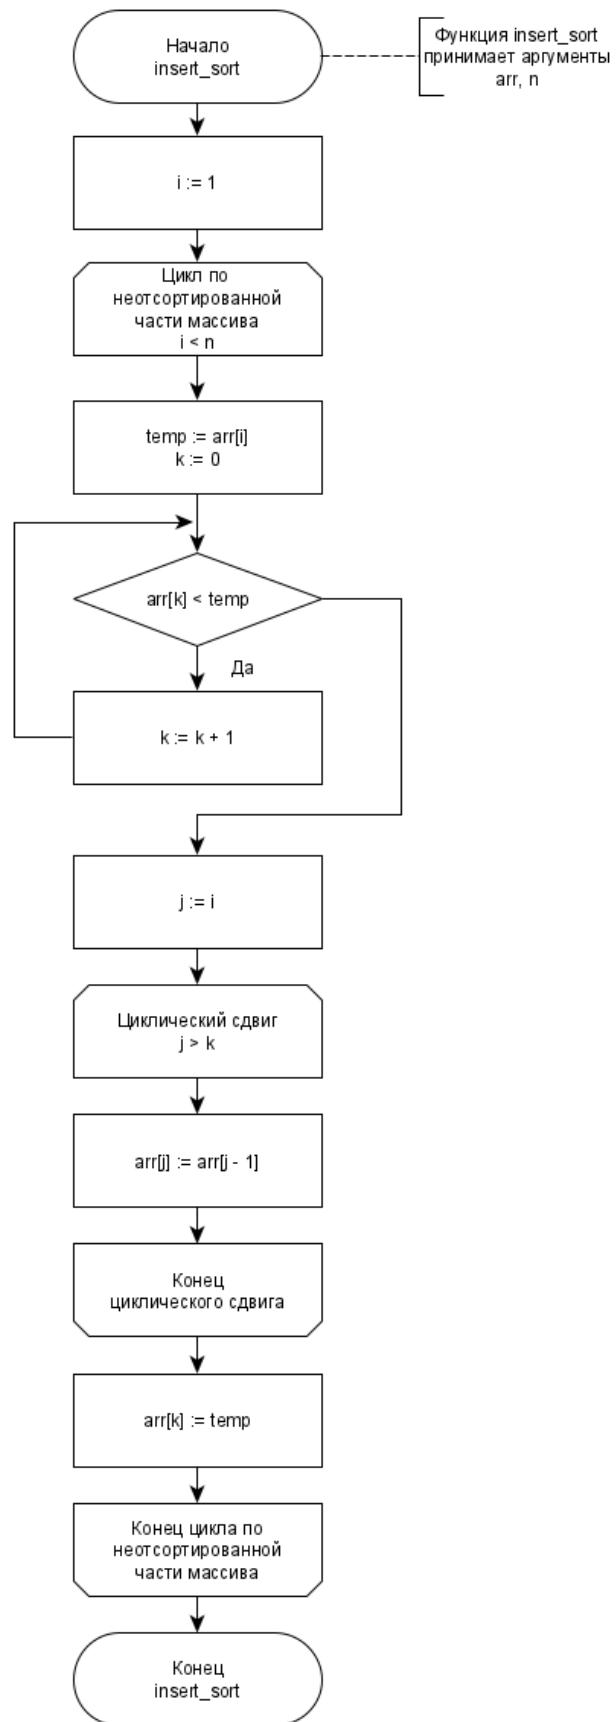 Начало
insert_sort
Функция insert_sort
принимает аргументы
arr, n
i := 1
Цикл по
неотсортированной
части массива
i < n
temp := arr[i]
k := 0
arr[k] < temp
Да
k := k + 1
j := i
Циклический сдвиг
j > k
arr[j] := arr[j - 1]
Конец
циклического сдвига
arr[k] := temp
Конец цикла по
неотсортированной
части массива
Конец
insert_sort